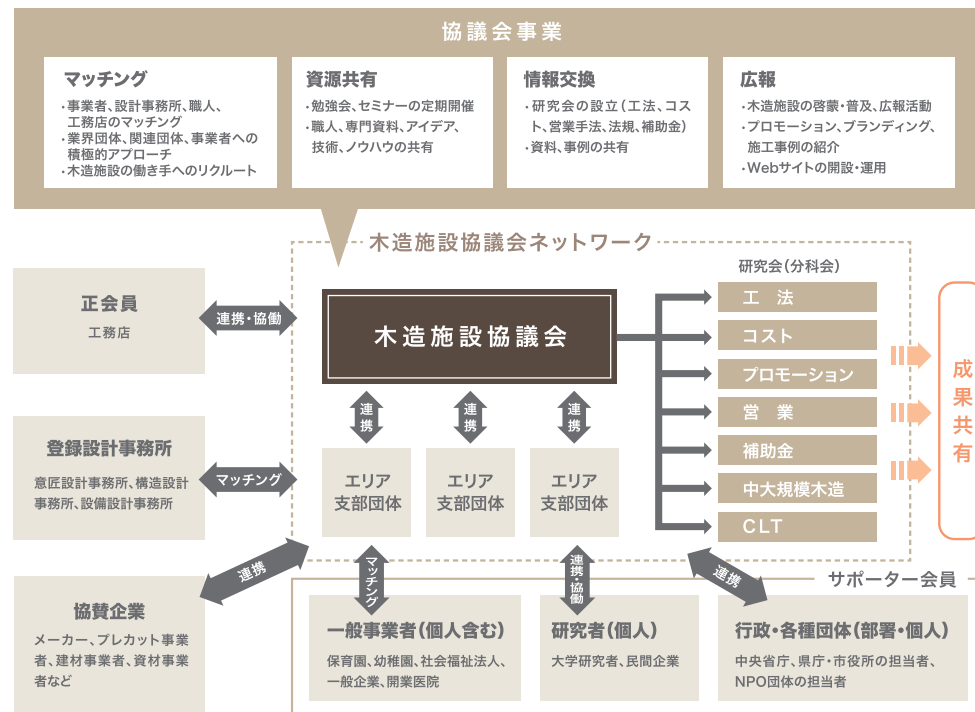 協議会事業
マッチング
・事業者、設計事務所、職人、
工務店のマッチング
・業界団体、関連団体、事業者への
積極的アプローチ
・木造施設の働き手へのリクルート
資源共有
・勉強会、セミナーの定期開催
・職人、専門資料、アイデア、
技術、ノウハウの共有
情報交換
・研究会の設立（工法、コス
ト、営業手法、法規、補助金）
・資料、事例の共有
広報
・木造施設の啓蒙・普及、広報活動
・プロモーション、ブランディング、
施工事例の紹介
・Webサイトの開設・運用
木造施設協議会ネットワーク
正会員
工務店
連携・協働
木造施設協議会
研究会（分科会）
工　法
コスト
プロモーション
営　業
補助金
中大規模木造
CLT
成果共有
連携
連携
連携
エリア
支部団体
エリア
支部団体
エリア
支部団体
登録設計事務所
意匠設計事務所、構造設計
事務所、設備設計事務所
マッチング
連携
マッチング
連携・協働
連携
サポーター会員
協賛企業
メーカー、プレカット事業
者、建材事業者、資材事業
者など
一般事業者（個人含む）
保育園、幼稚園、社会福祉法人、
一般企業、開業医院
研究者（個人）
大学研究者、民間企業
行政・各種団体（部署・個人）
中央省庁、県庁・市役所の担当者、
NPO団体の担当者